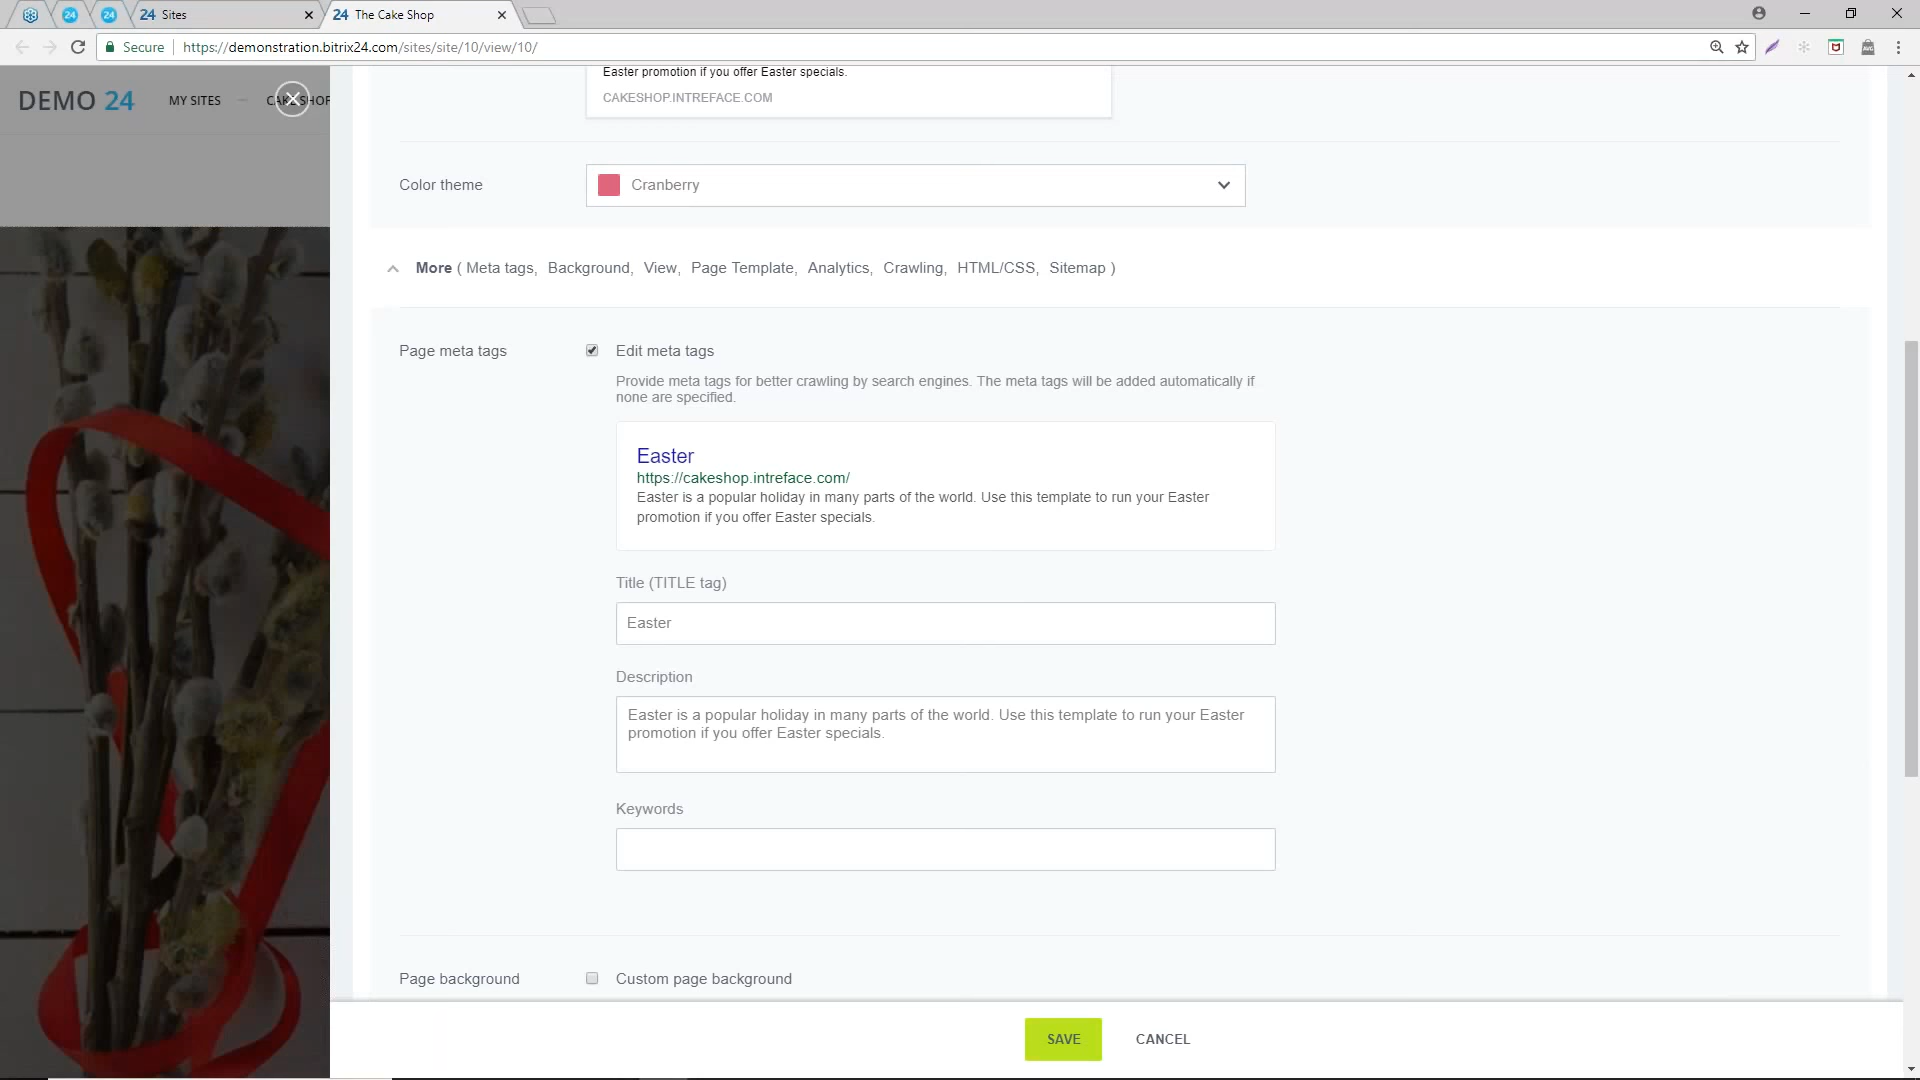 24
24
24 Sites
24 The Cake Shop
Secure
https://demonstration.bitrix24.com/sites/site/10/view/10/
DEMO 24
MY SITES
CAKE SHOP
Easter promotion if you offer Easter specials.
CAKESHOP.INTREFACE.COM
Color theme
Cranberry
More ( Meta tags, Background, View, Page Template, Analytics, Crawling, HTML/CSS, Sitemap )
Page meta tags
Edit meta tags
Provide meta tags for better crawling by search engines. The meta tags will be added automatically if
none are specified.
Easter
https://cakeshop.intreface.com/
Easter is a popular holiday in many parts of the world. Use this template to run your Easter
promotion if you offer Easter specials.
Title (TITLE tag)
Easter
Description
Easter is a popular holiday in many parts of the world. Use this template to run your Easter
promotion if you offer Easter specials.
Keywords
Page background
Custom page background
SAVE
CANCEL